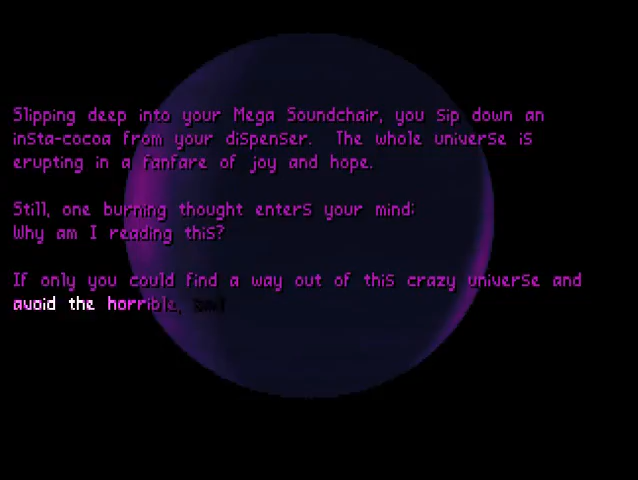 Slipping deep into your Mega Soundchair, you sip down an
insta-cocoa from your dispenser. The whole universe is
erupting in a fanfare of joy and hope.
Still, one burning thought enters your mind:
Why am I reading this?
If only you could find a way out of this crazy universe and
avoid the horrible,